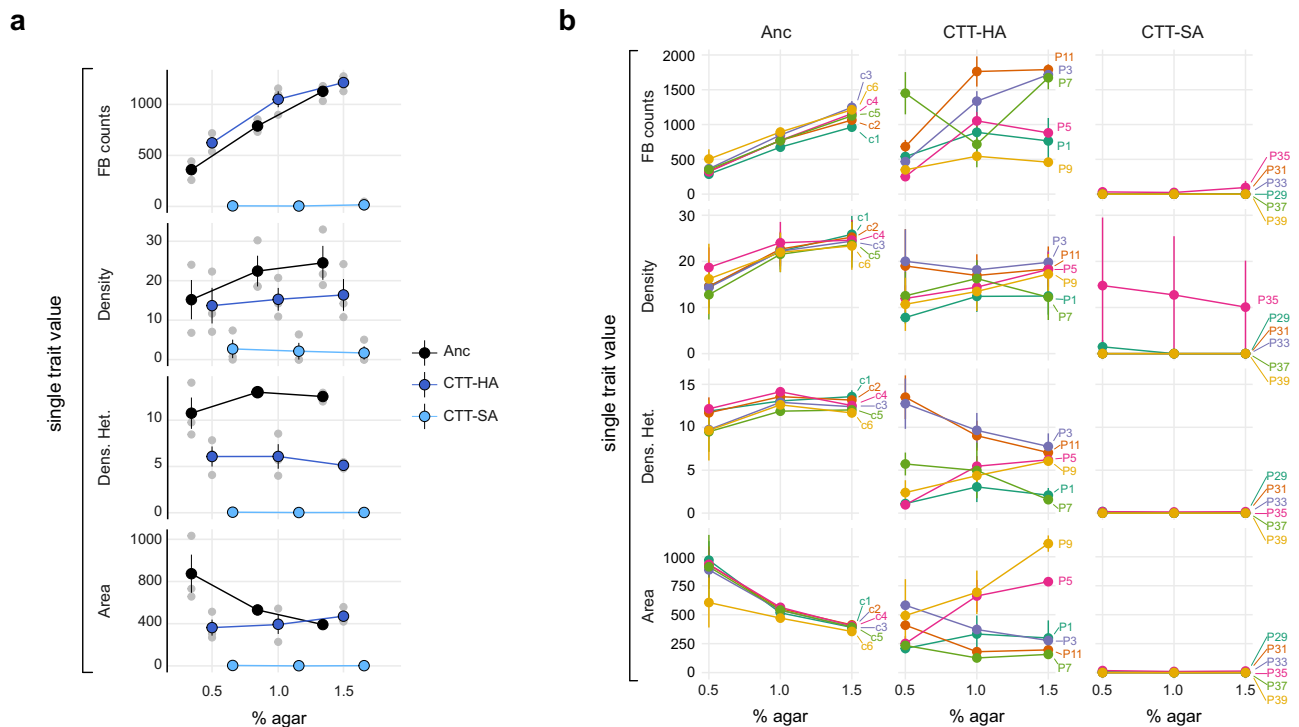 a
b
Anc
CTT-HA
CTT-SA
single trait value
FB counts
1000
500
0
Density
30
20
10
0
Dens. Het.
10
5
0
Area
1000
800
400
0
0.5
1.0
1.5
% agar
Anc
CTT-HA
CTT-SA
single trait value
FB counts
2000
1500
1000
500
0
c3
c6
c4
c5
c2
c1
P11
P3
P7
P5
P1
P9
P35
P31
P33
P29
P37
P39
Density
30
20
10
0
c1
c2
c4
c3
c5
c6
P3
P11
P5
P9
P1
P7
P35
P29
P31
P33
P37
P39
Dens. Het.
15
10
5
0
c1
c2
c4
c3
c5
c6
P3
P11
P5
P9
P1
P7
P29
P31
P33
P35
P37
P39
Area
1000
750
500
250
0
c1
c2
c4
c3
c5
c6
P9
P5
P1
P3
P11
P7
P29
P31
P33
P35
P37
P39
0.5
1.0
1.5
0.5
1.0
1.5
0.5
1.0
1.5
% agar
% agar
% agar